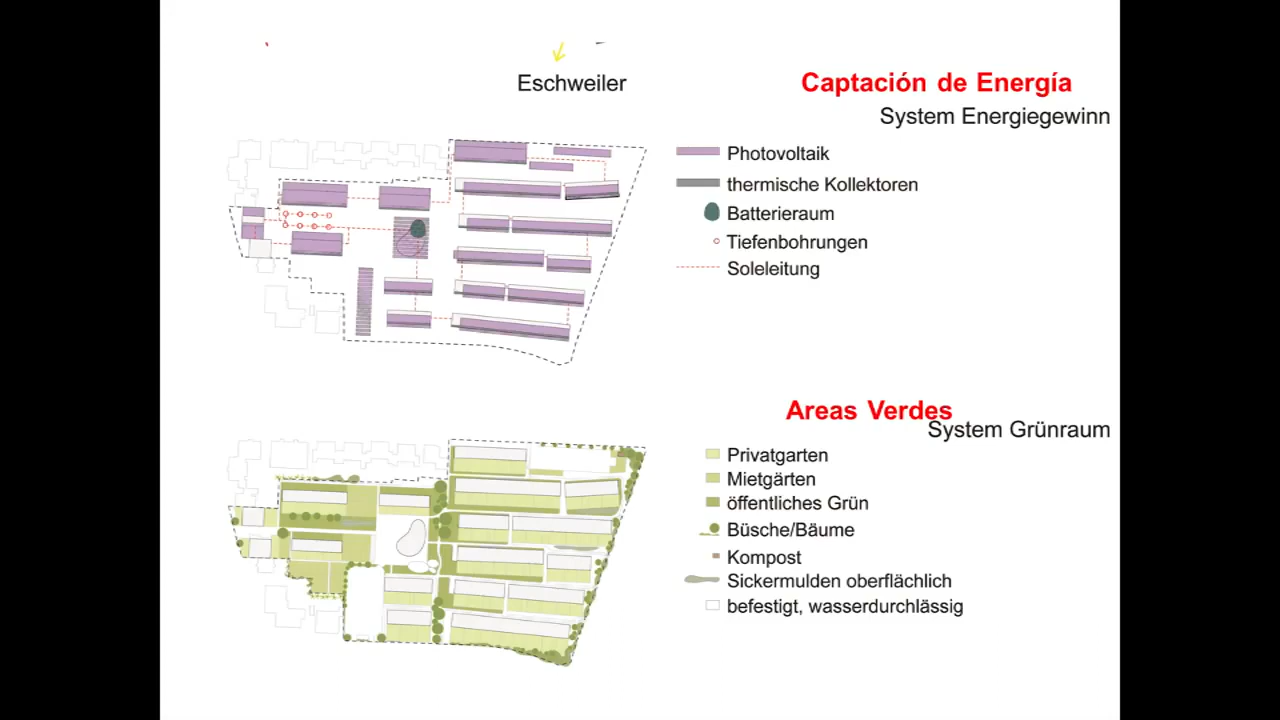 Eschweiler
Captación de Energía
System Energiegewinn
Photovoltaik
thermische Kollektoren
Batterieraum
Tiefenbohrungen
Soleleitung
Areas Verdes
System Grünraum
Privatgarten
Mietgärten
öffentliches Grün
Büsche/Bäume
Kompost
Sickermulden oberflächlich
befestigt, wasserdurchlässig